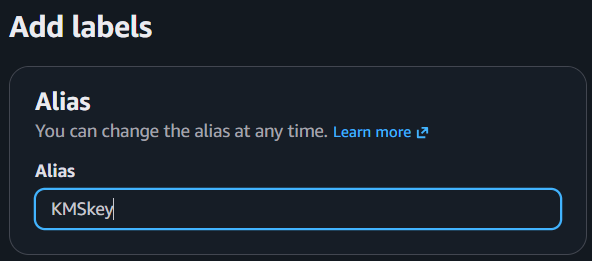 Add labels
Alias
You can change the alias at any time. Learn more
Alias
KMSkey